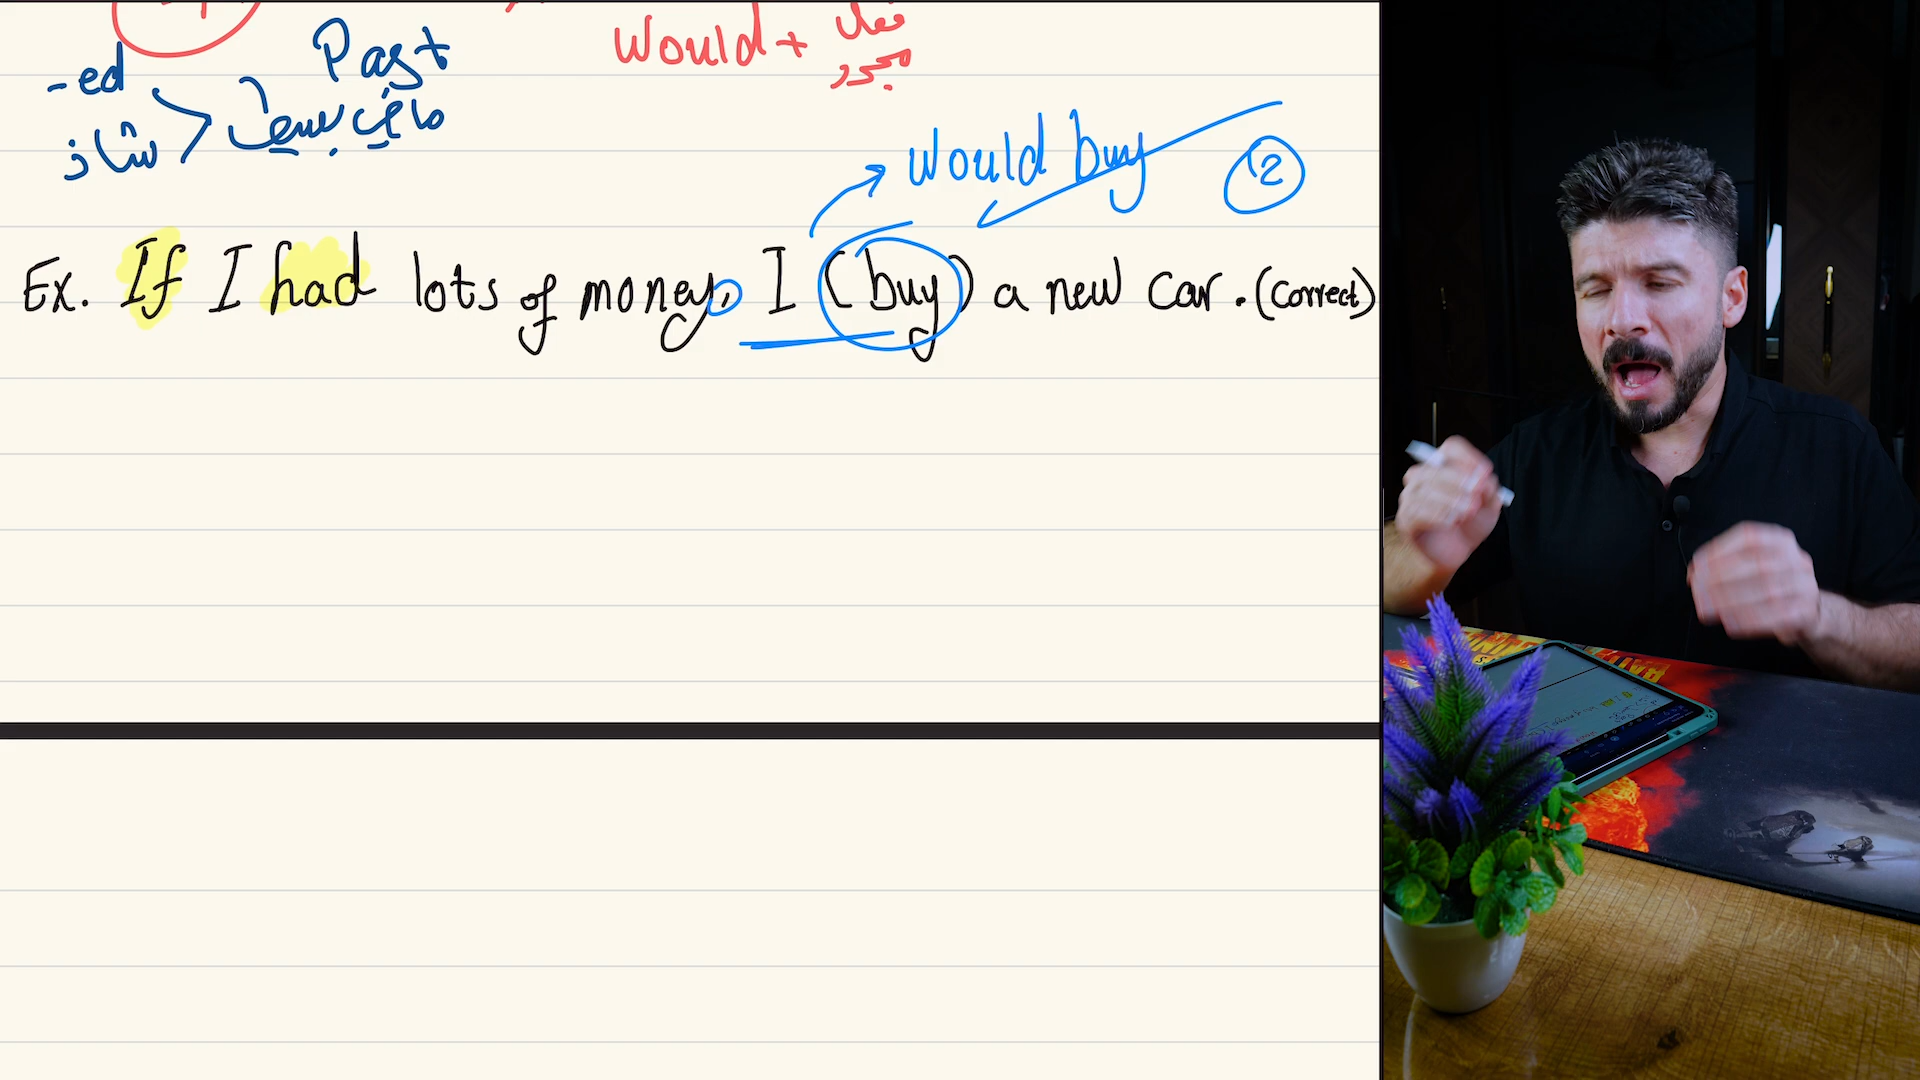 Would + فعل
مجرد
-ed
Past
ماضي بسيط
شاذ
would buy
2
Ex. If I had lots of money, I (buy) a new car. (Correct)